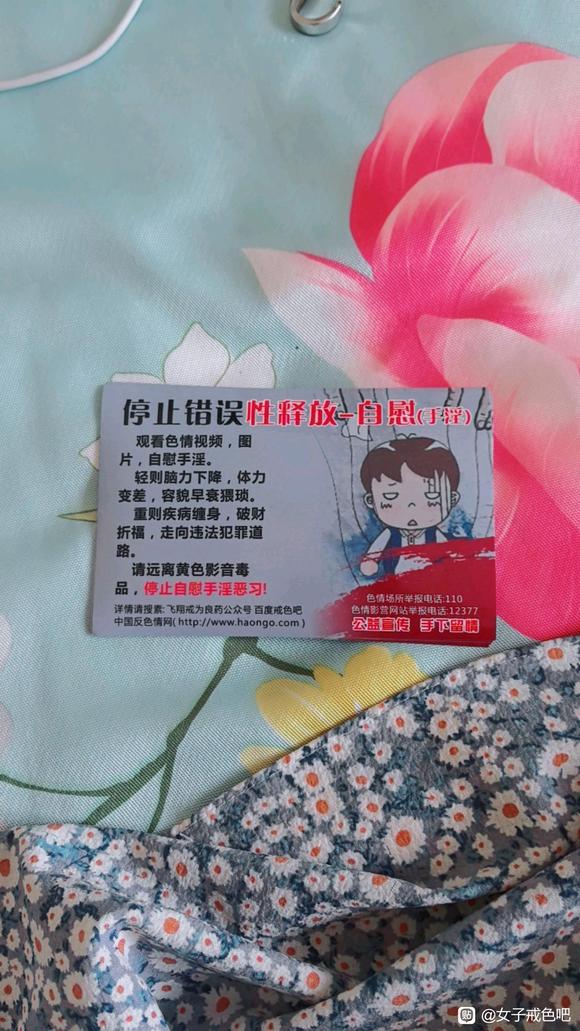 停止错误性释放-自慰(手淫)
观看色情视频，图
片，自慰手淫。
轻则脑力下降，体力
变差，容貌早衰猥琐。
重则疾病缠身，破财
折福，走向违法犯罪道
路。
请远离黄色影音毒
品，停止自慰手淫恶习!
详情请搜素: 飞翔戒为良药公众号 百度戒色吧
中国反色情网( http://www.haongo.com )
色情场所举报电话:110
色情影营网站举报电话:12377
公益宣传 手下留情
贴 @女子戒色吧